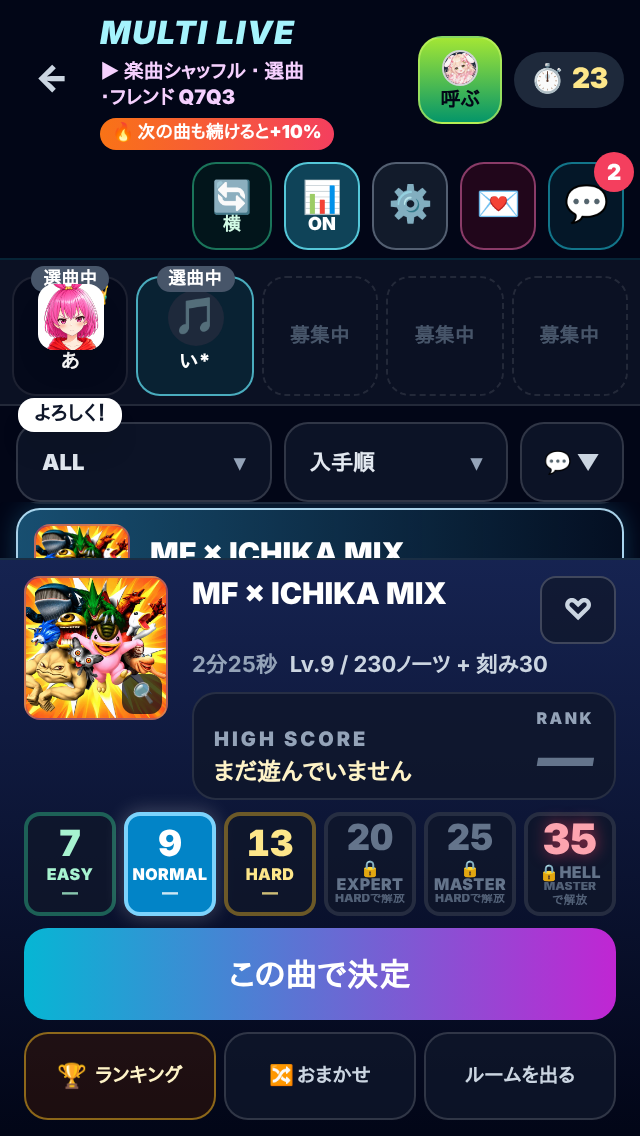 MULTI LIVE
▶ 楽曲シャッフル・選曲
・フレンド Q7Q3
🔥 次の曲も続けると+10%
呼ぶ
⏱️ 23
横
ON
2
選曲中
選曲中
あ
い*
募集中
募集中
募集中
よろしく!
ALL ▼
入手順 ▼
💬 ▼
MF × ICHIKA MIX
MF × ICHIKA MIX
2分25秒 Lv.9 / 230ノーツ + 刻み30
RANK
HIGH SCORE
まだ遊んでいません
—
7
EASY
—
9
NORMAL
—
13
HARD
—
20
🔒
EXPERT
HARDで解放
25
🔒
MASTER
HARDで解放
35
🔒HELL
MASTER
で解放
この曲で決定
🏆 ランキング
🔀 おまかせ
ルームを出る